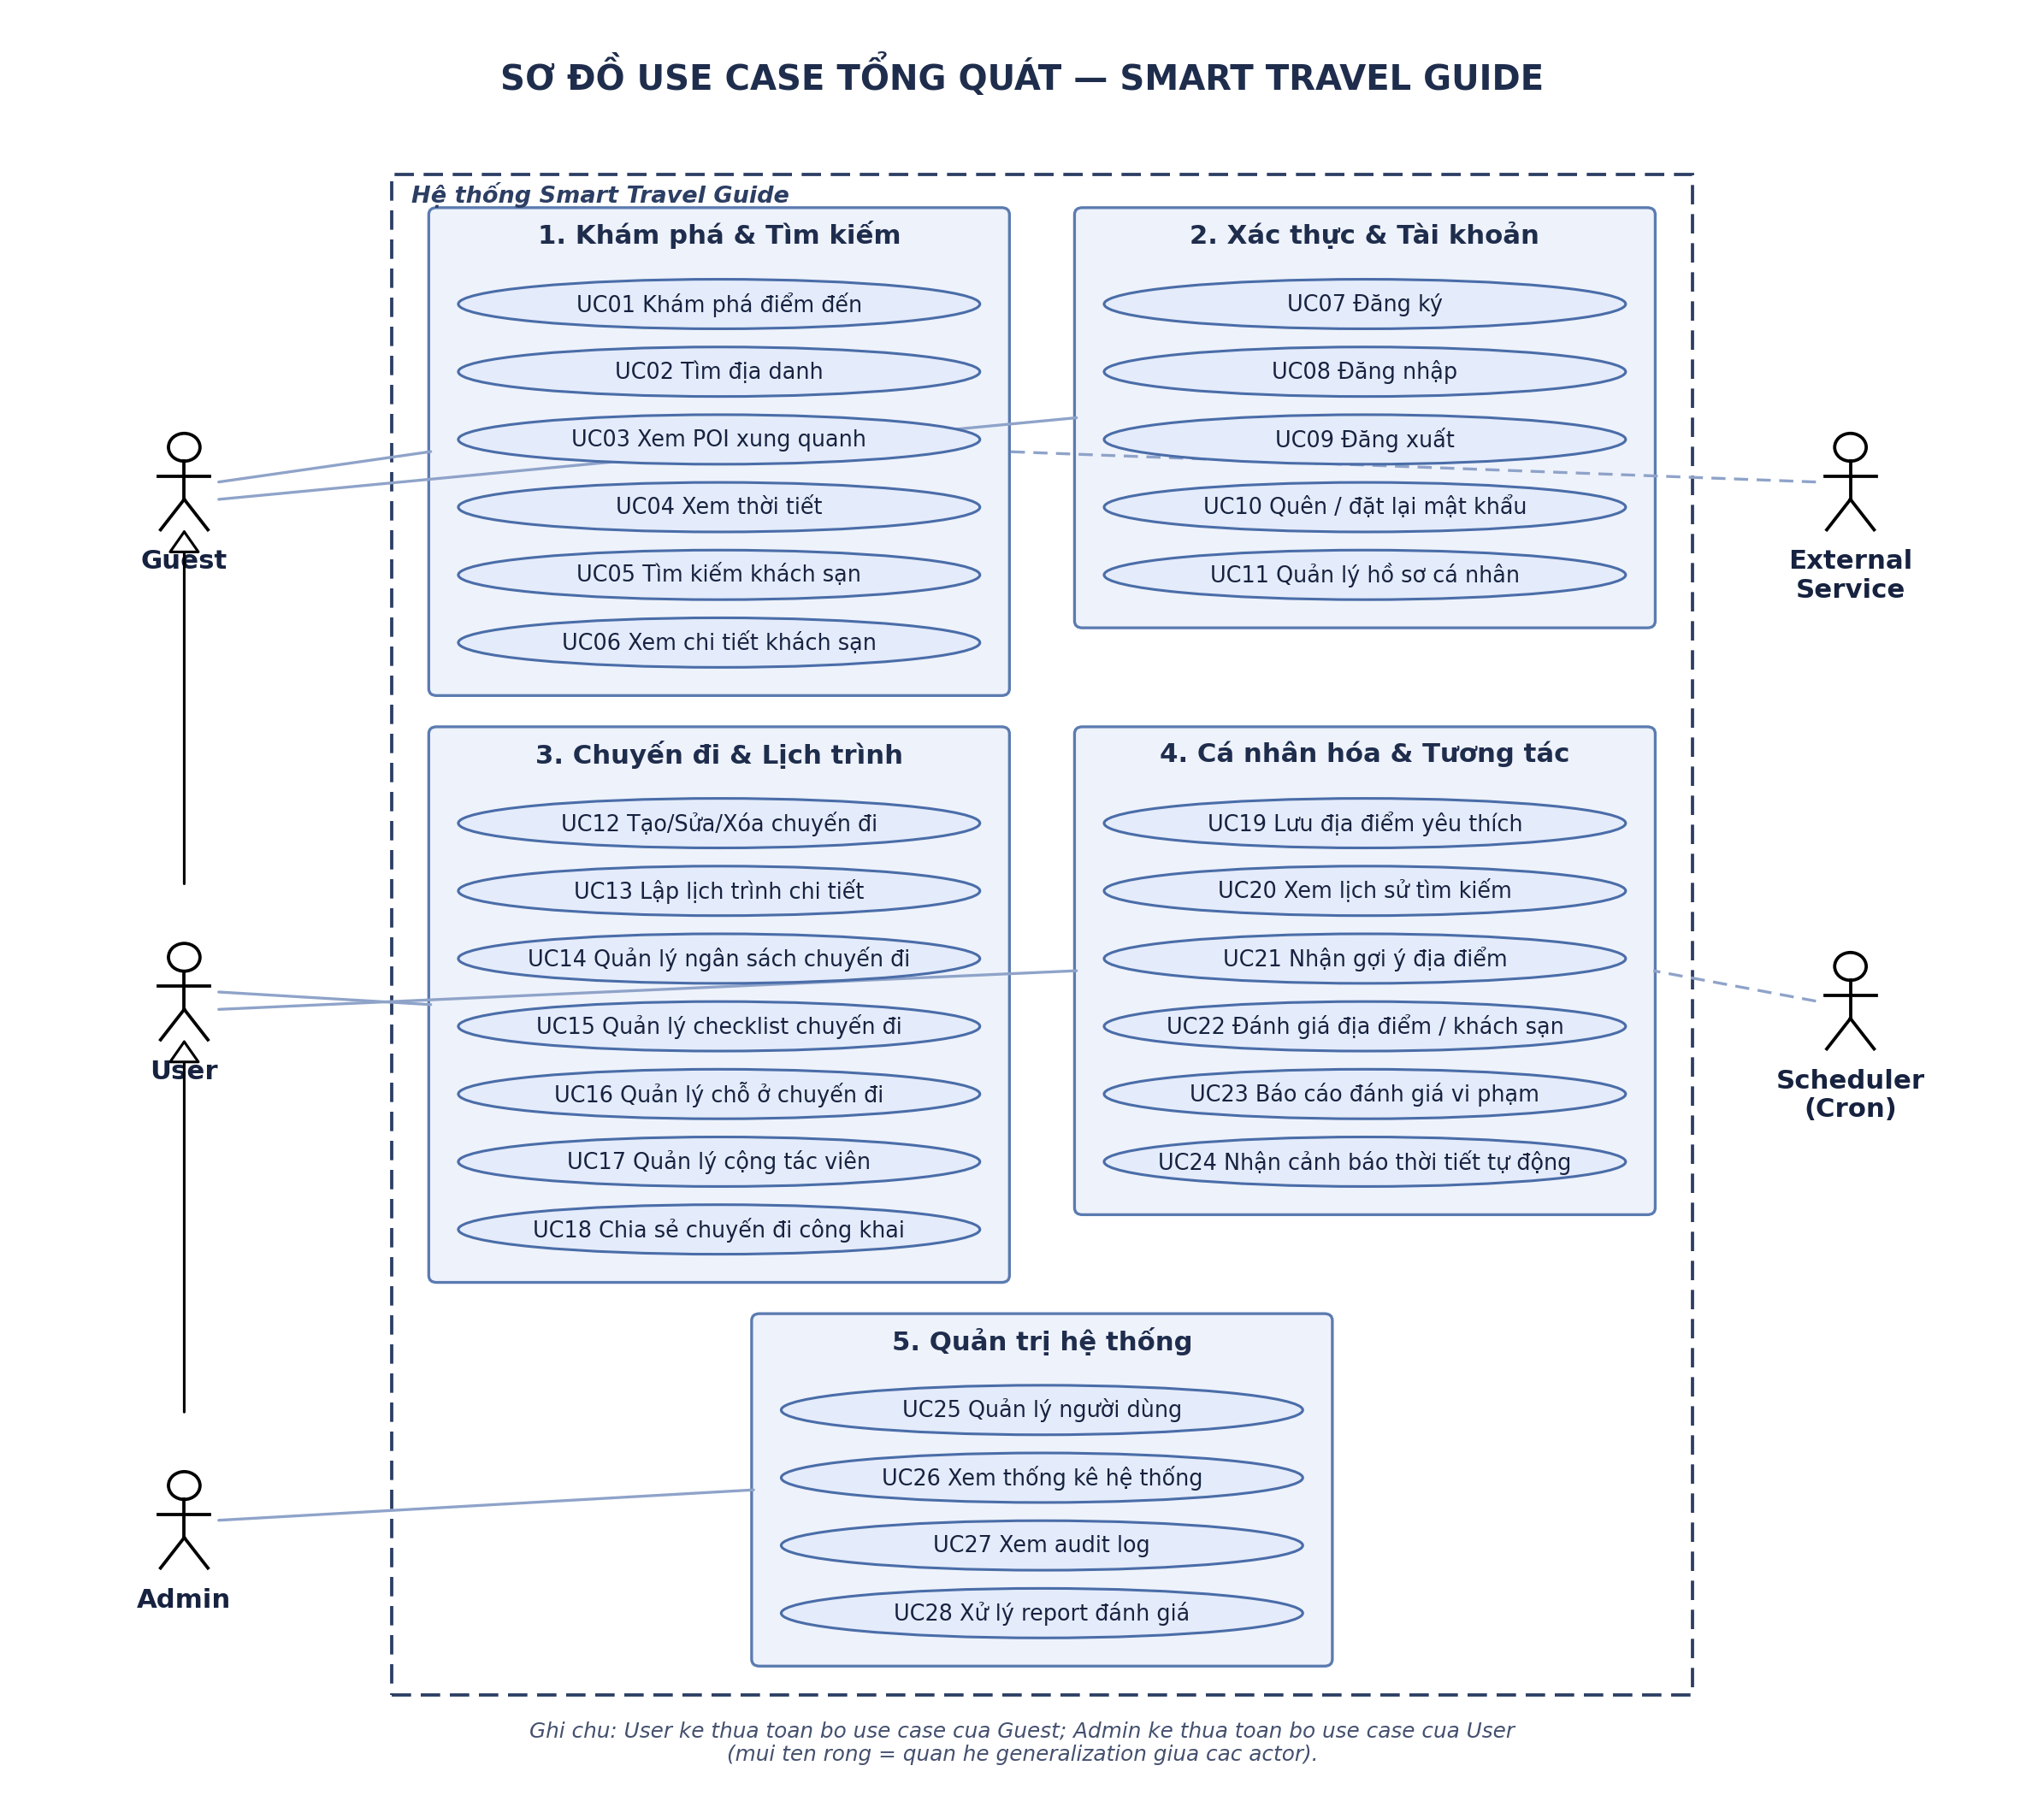 SƠ ĐỒ USE CASE TỔNG QUÁT — SMART TRAVEL GUIDE
Hệ thống Smart Travel Guide
1. Khám phá & Tìm kiếm
UC01 Khám phá điểm đến
UC02 Tìm địa danh
UC03 Xem POI xung quanh
UC04 Xem thời tiết
UC05 Tìm kiếm khách sạn
UC06 Xem chi tiết khách sạn
2. Xác thực & Tài khoản
UC07 Đăng ký
UC08 Đăng nhập
UC09 Đăng xuất
UC10 Quên / đặt lại mật khẩu
UC11 Quản lý hồ sơ cá nhân
Guest
External
Service
3. Chuyến đi & Lịch trình
UC12 Tạo/Sửa/Xóa chuyến đi
UC13 Lập lịch trình chi tiết
UC14 Quản lý ngân sách chuyến đi
UC15 Quản lý checklist chuyến đi
UC16 Quản lý chỗ ở chuyến đi
UC17 Quản lý cộng tác viên
UC18 Chia sẻ chuyến đi công khai
4. Cá nhân hóa & Tương tác
UC19 Lưu địa điểm yêu thích
UC20 Xem lịch sử tìm kiếm
UC21 Nhận gợi ý địa điểm
UC22 Đánh giá địa điểm / khách sạn
UC23 Báo cáo đánh giá vi phạm
UC24 Nhận cảnh báo thời tiết tự động
User
Scheduler
(Cron)
5. Quản trị hệ thống
UC25 Quản lý người dùng
UC26 Xem thống kê hệ thống
UC27 Xem audit log
UC28 Xử lý report đánh giá
Admin
Ghi chu: User ke thua toan bo use case cua Guest; Admin ke thua toan bo use case cua User
(mui ten rong = quan he generalization giua cac actor).